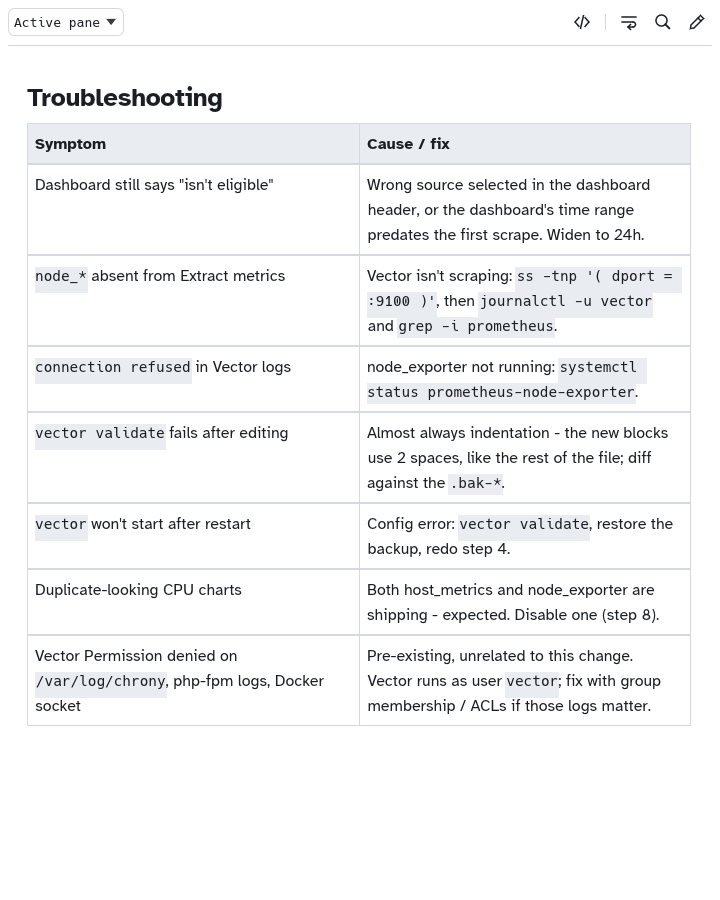 Active pane
Troubleshooting
Symptom
Cause / fix
Dashboard still says "isn't eligible"
Wrong source selected in the dashboard
header, or the dashboard's time range
predates the first scrape. Widen to 24h.
node_* absent from Extract metrics
Vector isn't scraping: ss -tnp '( dport =
:9100 )', then journalctl -u vector
and grep -i prometheus.
connection refused in Vector logs
node_exporter not running: systemctl
status prometheus-node-exporter.
vector validate fails after editing
Almost always indentation - the new blocks
use 2 spaces, like the rest of the file; diff
against the .bak-*.
vector won't start after restart
Config error: vector validate, restore the
backup, redo step 4.
Duplicate-looking CPU charts
Both host_metrics and node_exporter are
shipping - expected. Disable one (step 8).
Vector Permission denied on
/var/log/chrony, php-fpm logs, Docker
socket
Pre-existing, unrelated to this change.
Vector runs as user vector; fix with group
membership / ACLs if those logs matter.